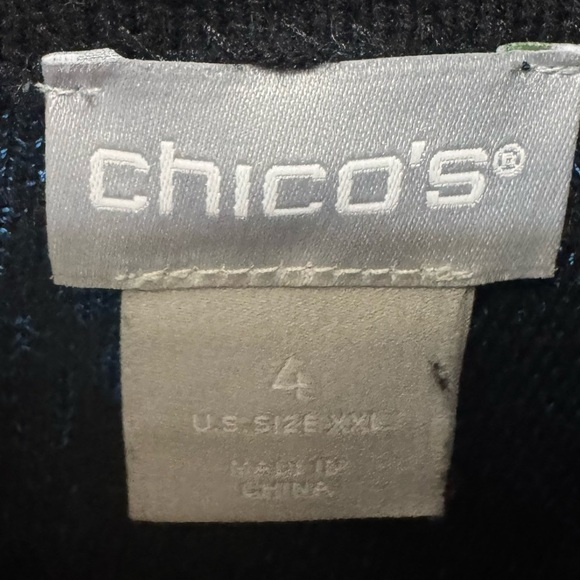 chico's®
4
U.S. SIZE XXL
MADE IN
CHINA